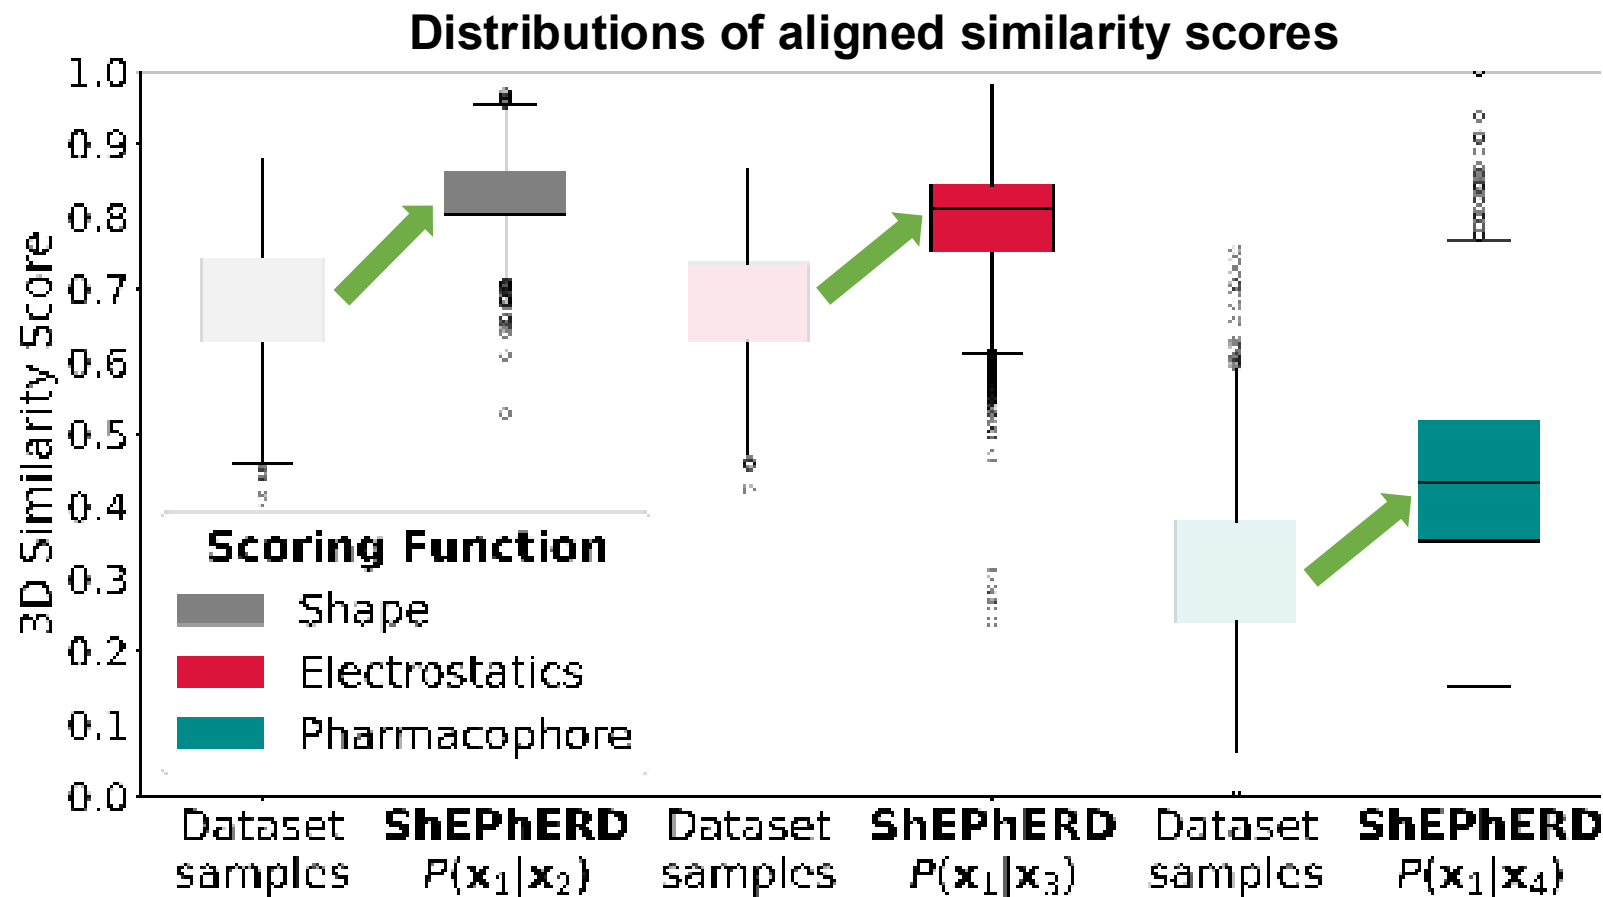 Distributions of aligned similarity scores
3D Similarity Score
1.0
0.9
0.8
0.7
0.6
0.5
0.4
0.3
0.2
0.1
0.0
Scoring Function
Shape
Electrostatics
Pharmacophore
Dataset samples
ShEPhERD P(x₁|x₂)
Dataset samples
ShEPhERD P(x₁|x₃)
Dataset samples
ShEPhERD P(x₁|x₄)